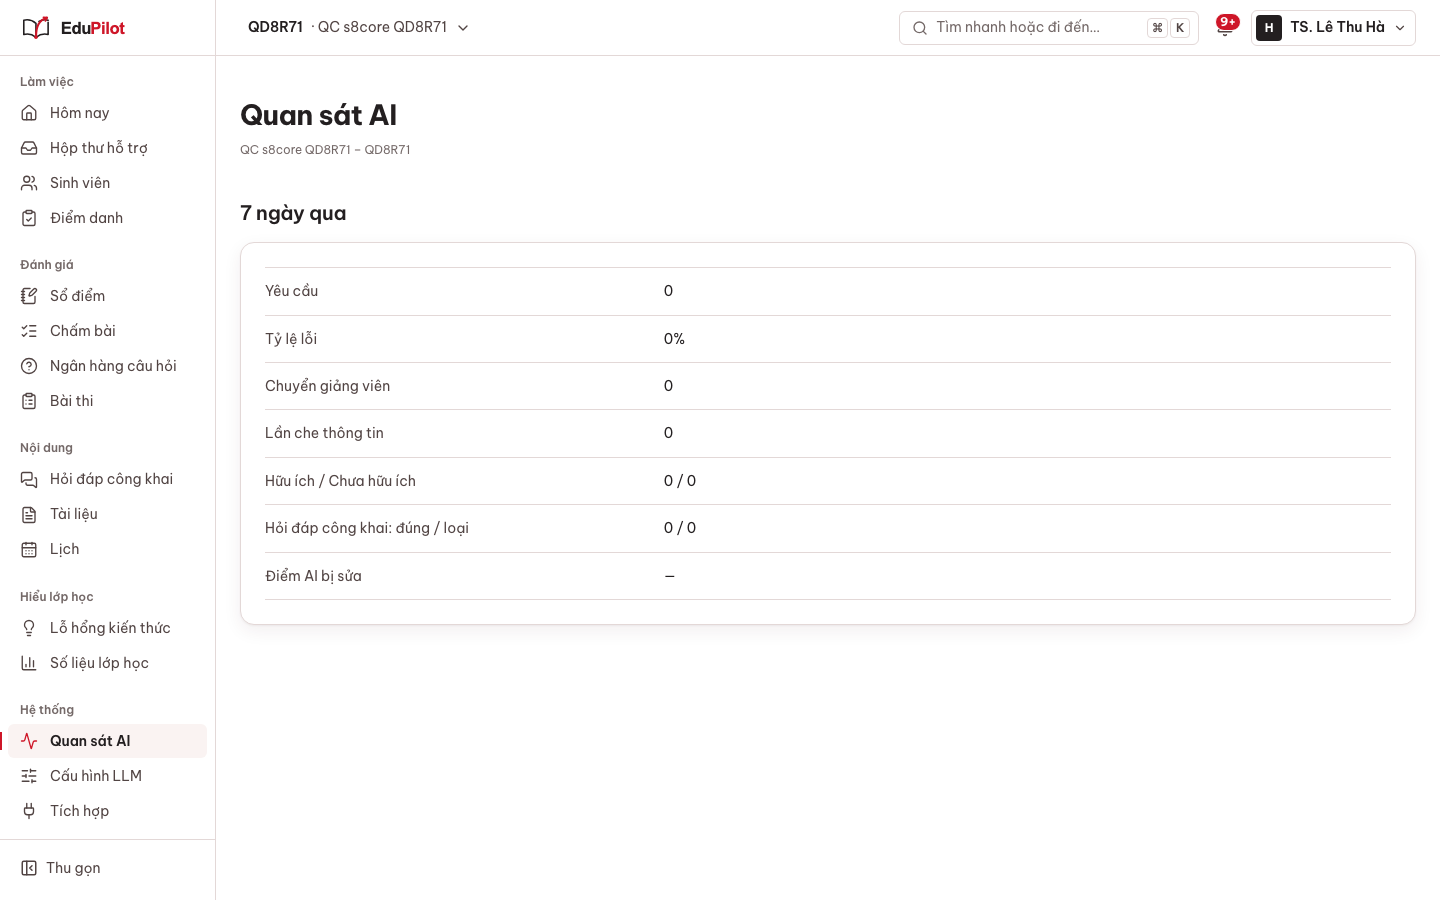 EduPilot
QD8R71 · QC s8core QD8R71
Tìm nhanh hoặc đi đến... ⌘ K
9+
H TS. Lê Thu Hà
Làm việc
Hôm nay
Hộp thư hỗ trợ
Sinh viên
Điểm danh
Đánh giá
Sổ điểm
Chấm bài
Ngân hàng câu hỏi
Bài thi
Nội dung
Hỏi đáp công khai
Tài liệu
Lịch
Hiểu lớp học
Lỗ hổng kiến thức
Số liệu lớp học
Hệ thống
Quan sát AI
Cấu hình LLM
Tích hợp
Thu gọn
Quan sát AI
QC s8core QD8R71 – QD8R71
7 ngày qua
Yêu cầu 0
Tỷ lệ lỗi 0%
Chuyển giảng viên 0
Lần che thông tin 0
Hữu ích / Chưa hữu ích 0 / 0
Hỏi đáp công khai: đúng / loại 0 / 0
Điểm AI bị sửa —